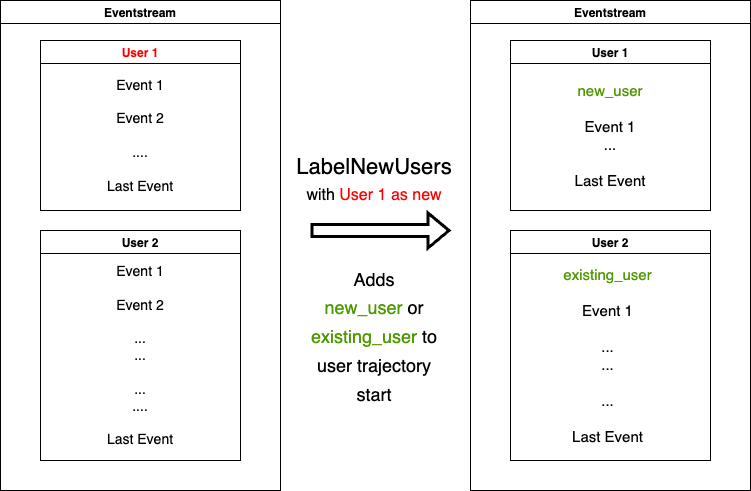 Eventstream
User 1
Event 1
Event 2
....
Last Event
User 2
Event 1
Event 2
...
...
...
....
Last Event
LabelNewUsers
with User 1 as new
Adds
new_user or
existing_user to
user trajectory
start
Eventstream
User 1
new_user
Event 1
...
Last Event
User 2
existing_user
Event 1
...
...
...
Last Event